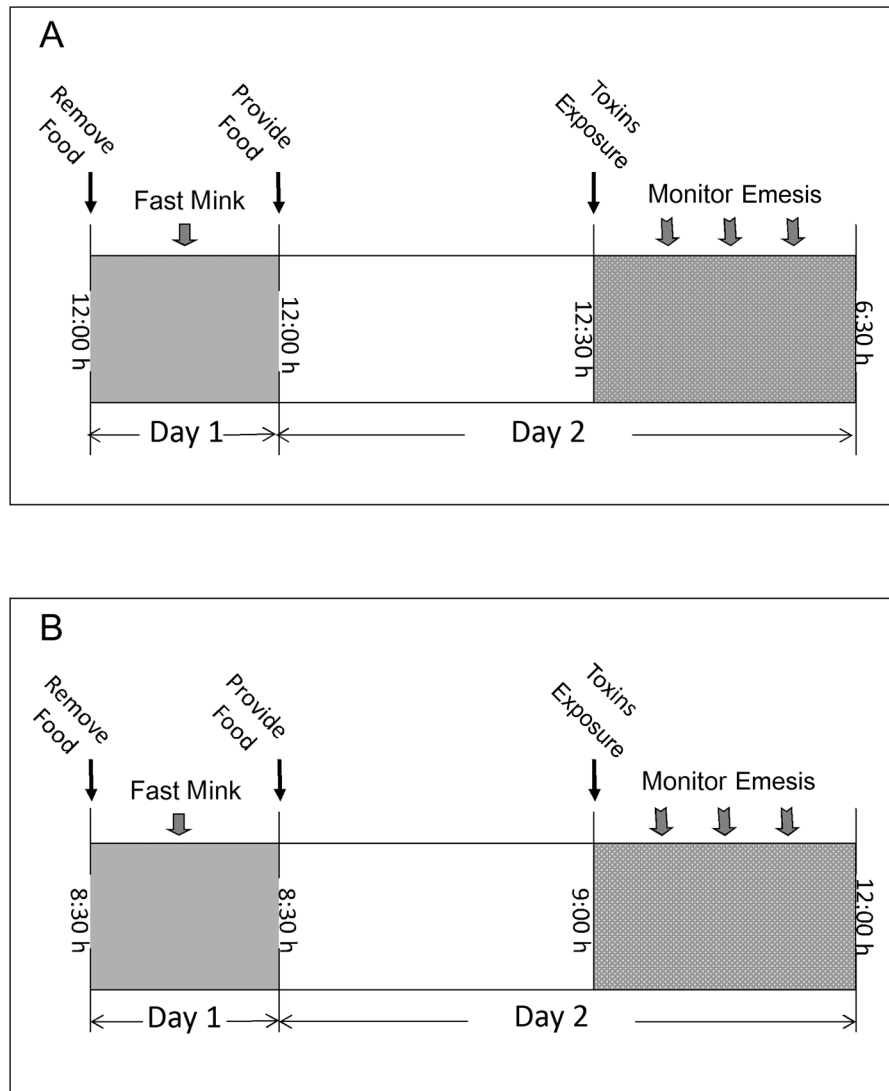 A
Remove
Food
Provide
Food
Toxins
Exposure
Fast Mink
Monitor Emesis
12:00 h
12:00 h
12:30 h
6:30 h
Day 1
Day 2
B
Remove
Food
Provide
Food
Toxins
Exposure
Fast Mink
Monitor Emesis
8:30 h
8:30 h
9:00 h
12:00 h
Day 1
Day 2